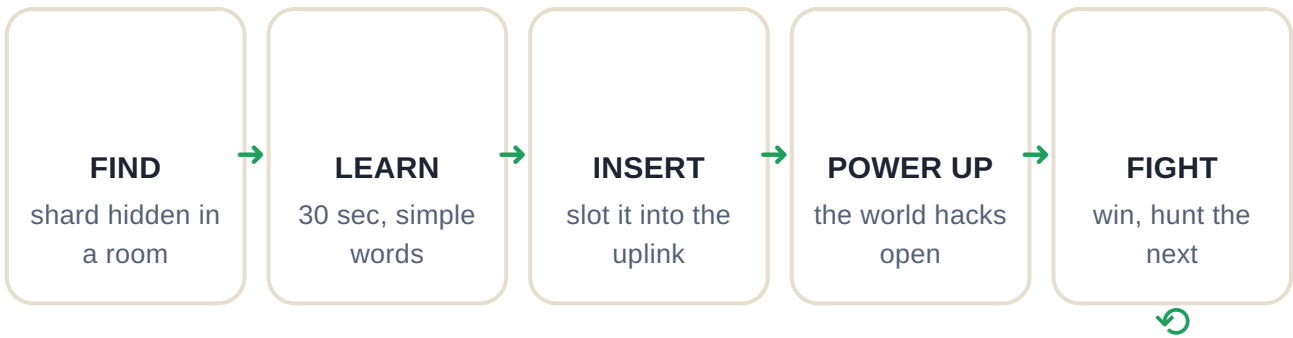 FIND
shard hidden in
a room
LEARN
30 sec, simple
words
INSERT
slot it into the
uplink
POWER UP
the world hacks
open
FIGHT
win, hunt the
next